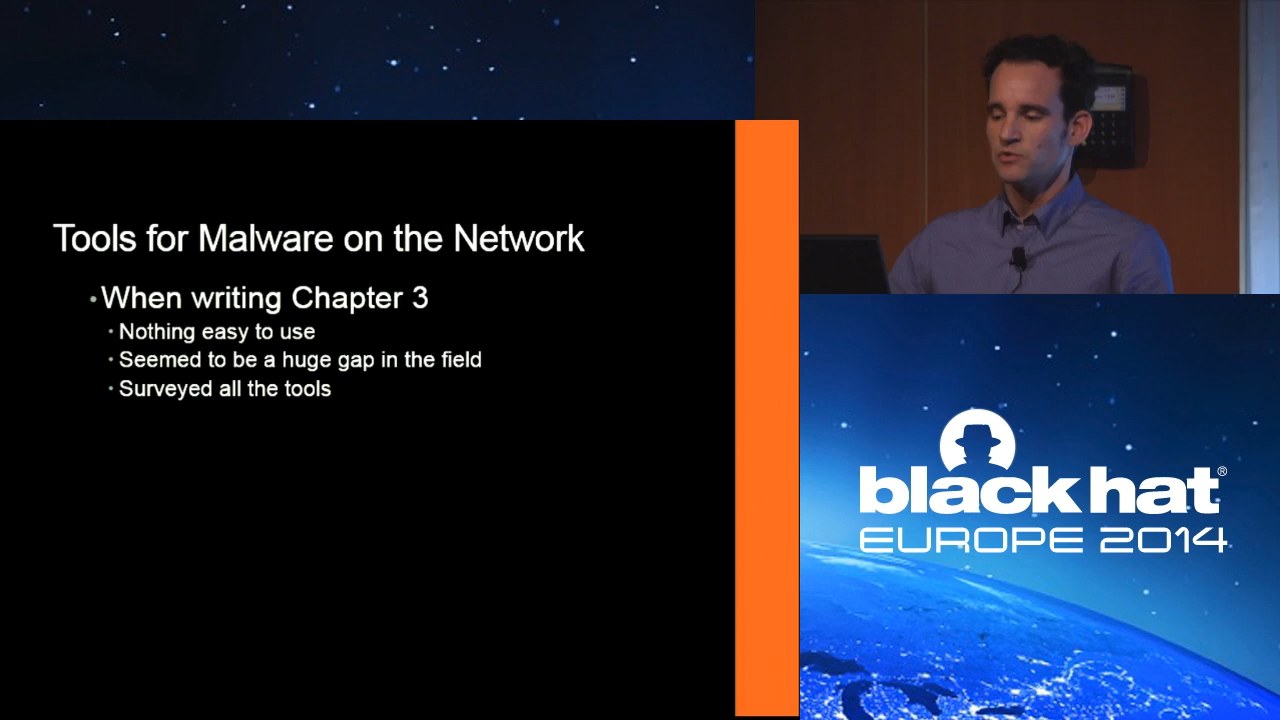 Tools for Malware on the Network
•When writing Chapter 3
•Nothing easy to use
•Seemed to be a huge gap in the field
•Surveyed all the tools
black hat®
EUROPE 2014